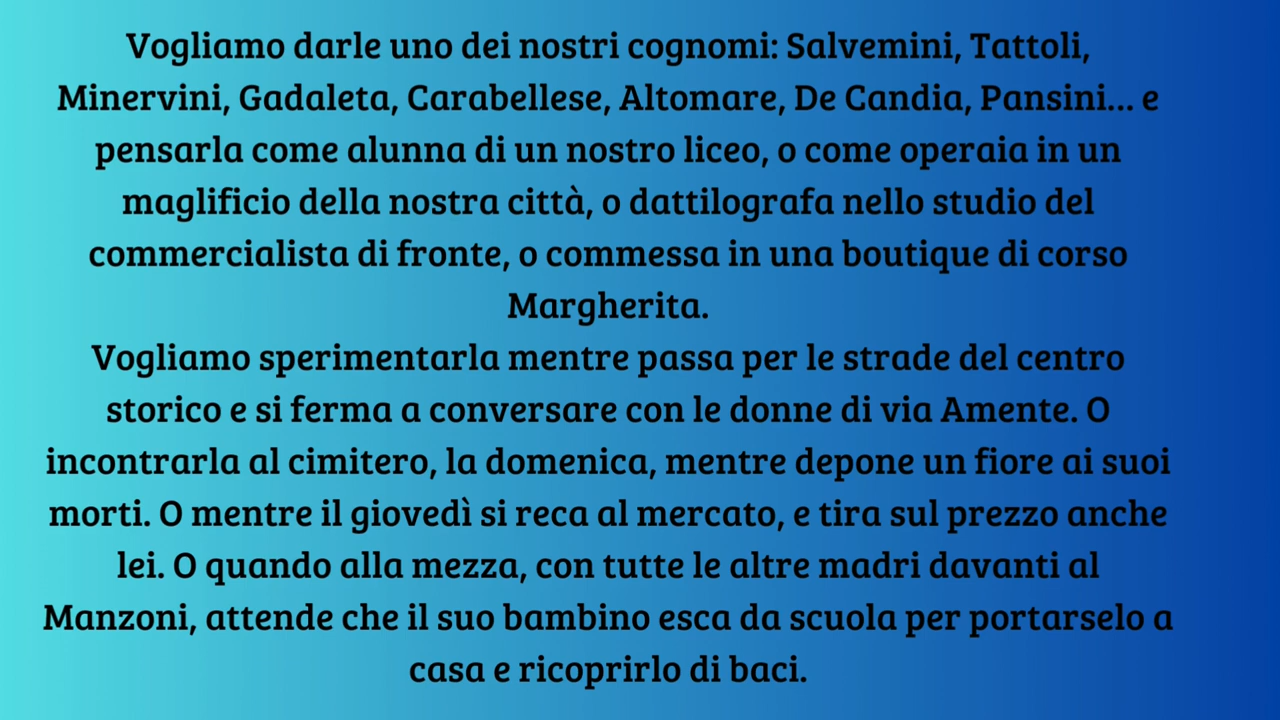 Vogliamo darle uno dei nostri cognomi: Salvemini, Tattoli,
Minervini, Gadaleta, Carabellese, Altomare, De Candia, Pansini... e
pensarla come alunna di un nostro liceo, o come operaia in un
maglificio della nostra città, o dattilografa nello studio del
commercialista di fronte, o commessa in una boutique di corso
Margherita.
Vogliamo sperimentarla mentre passa per le strade del centro
storico e si ferma a conversare con le donne di via Amente. O
incontrarla al cimitero, la domenica, mentre depone un fiore ai suoi
morti. O mentre il giovedì si reca al mercato, e tira sul prezzo anche
lei. O quando alla mezza, con tutte le altre madri davanti al
Manzoni, attende che il suo bambino esca da scuola per portarselo a
casa e ricoprirlo di baci.